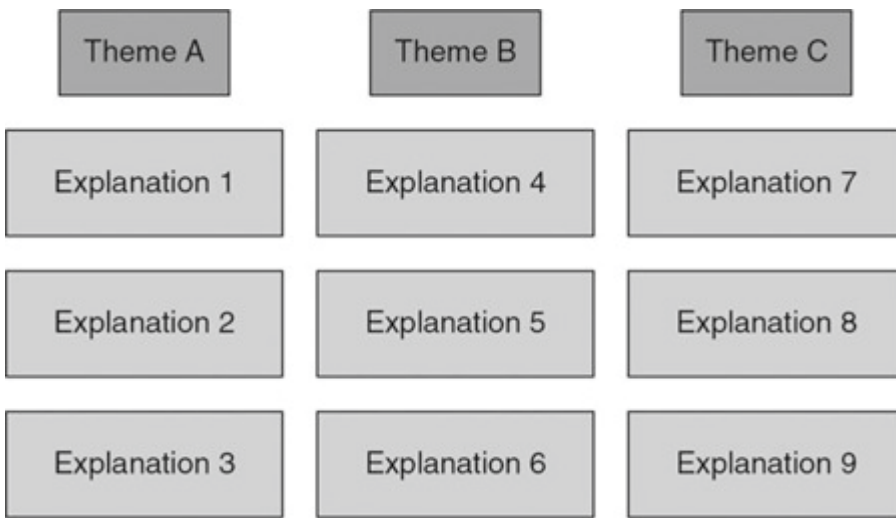 Theme A
Theme B
Theme C
Explanation 1
Explanation 4
Explanation 7
Explanation 2
Explanation 5
Explanation 8
Explanation 3
Explanation 6
Explanation 9